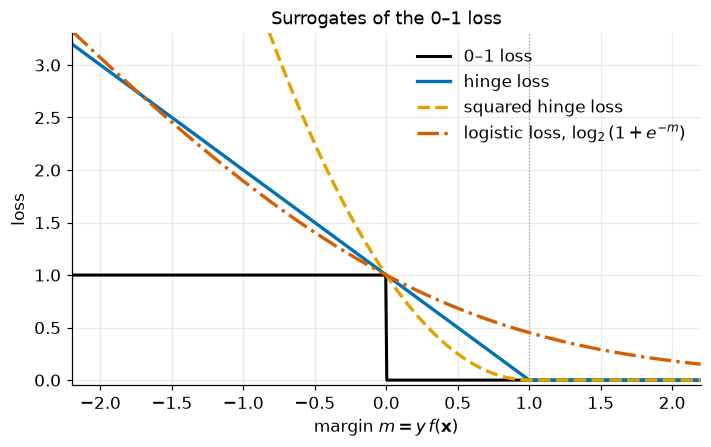 Surrogates of the 0–1 loss
0–1 loss
hinge loss
squared hinge loss
logistic loss, log₂ (1 + e⁻ᵐ)
loss
3.0
2.5
2.0
1.5
1.0
0.5
0.0
−2.0 −1.5 −1.0 −0.5 0.0 0.5 1.0 1.5 2.0
margin m = y f(x)